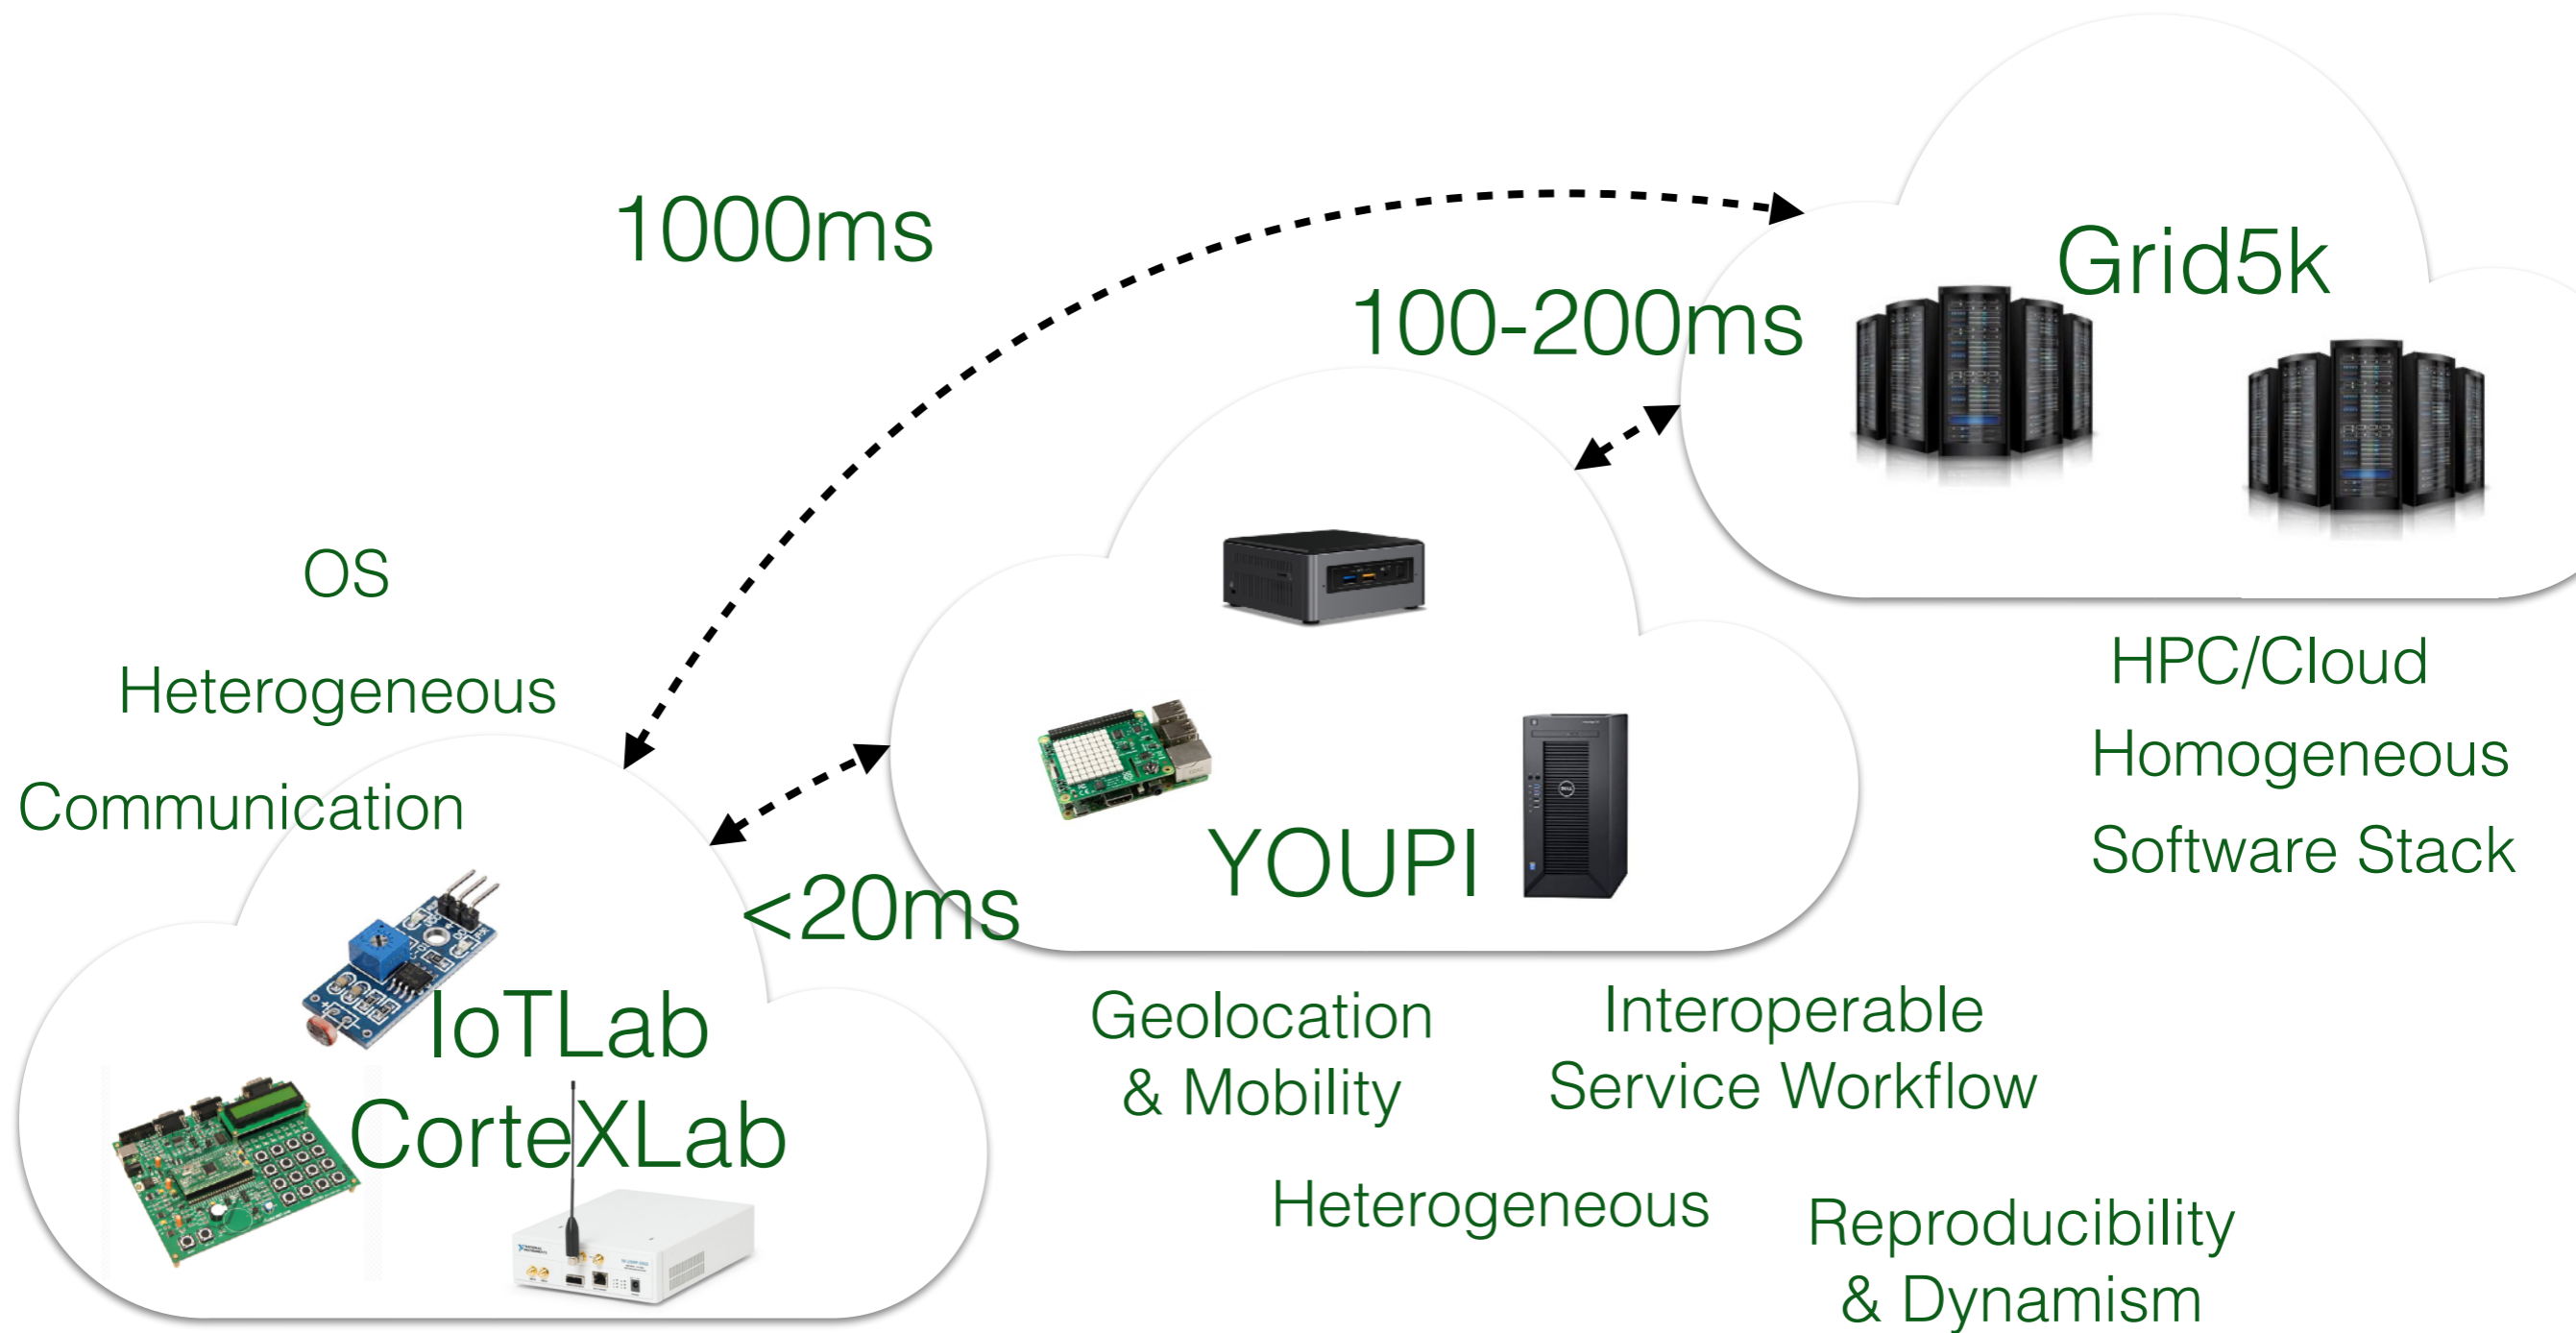 1000ms
Grid5k
100-200ms
OS
Heterogeneous
Communication
HPC/Cloud
Homogeneous
Software Stack
YOUPI
<20ms
IoTLab
CorteXLab
Geolocation
& Mobility
Interoperable
Service Workflow
Heterogeneous
Reproducibility
& Dynamism